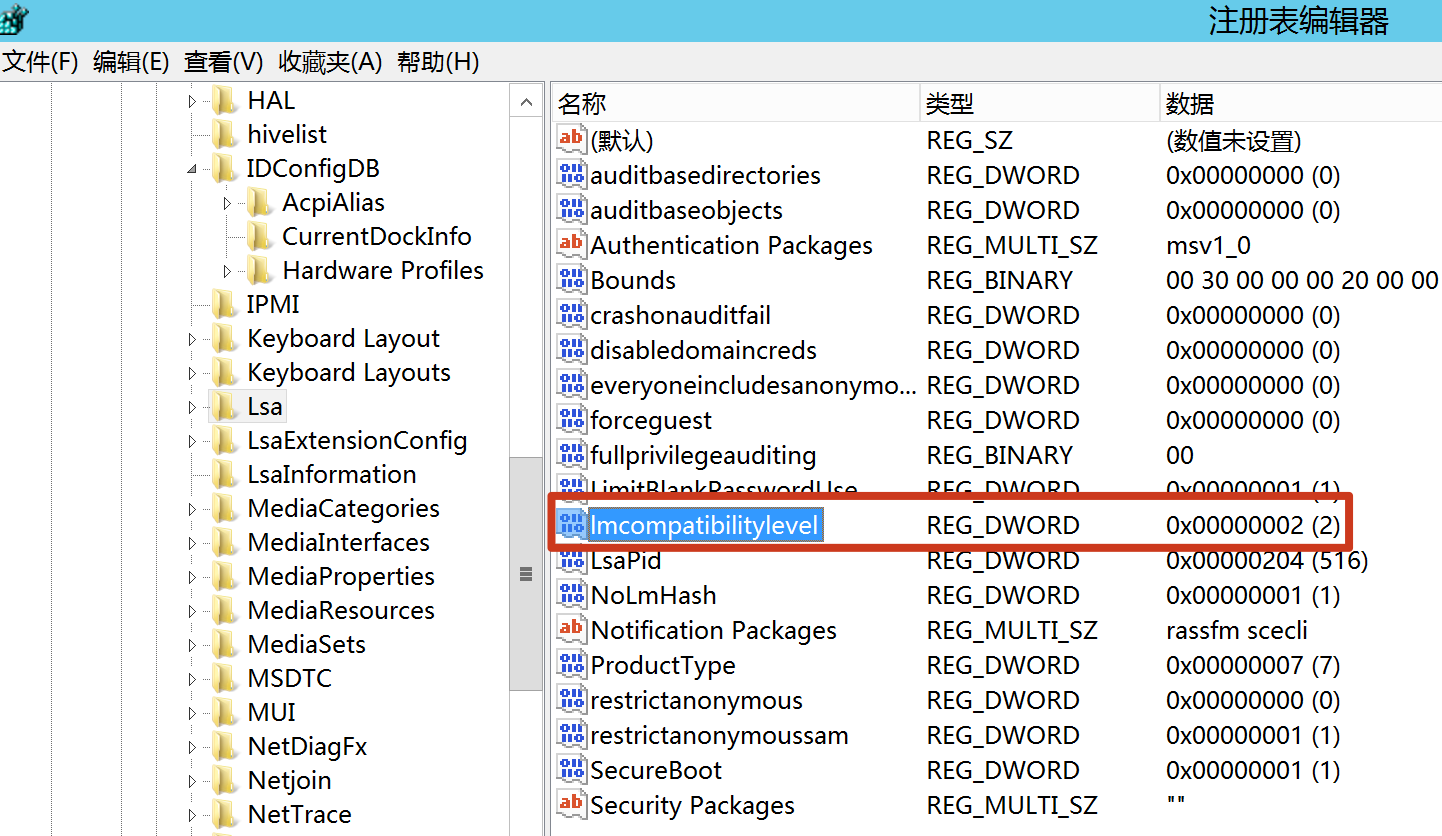 注册表编辑器
文件(F) 编辑(E) 查看(V) 收藏夹(A) 帮助(H)
HAL
hivelist
IDConfigDB
AcpiAlias
CurrentDockInfo
Hardware Profiles
IPMI
Keyboard Layout
Keyboard Layouts
Lsa
LsaExtensionConfig
LsaInformation
MediaCategories
MediaInterfaces
MediaProperties
MediaResources
MediaSets
MSDTC
MUI
NetDiagFx
Netjoin
NetTrace
名称 类型 数据
(默认) REG_SZ (数值未设置)
auditbasedirectories REG_DWORD 0x00000000 (0)
auditbaseobjects REG_DWORD 0x00000000 (0)
Authentication Packages REG_MULTI_SZ msv1_0
Bounds REG_BINARY 00 30 00 00 00 20 00 00
crashonauditfail REG_DWORD 0x00000000 (0)
disabledomaincreds REG_DWORD 0x00000000 (0)
everyoneincludesanonymo... REG_DWORD 0x00000000 (0)
forceguest REG_DWORD 0x00000000 (0)
fullprivilegeauditing REG_BINARY 00
LimitBlankPasswordUse REG_DWORD 0x00000001 (1)
lmcompatibilitylevel REG_DWORD 0x00000002 (2)
LsaPid REG_DWORD 0x00000204 (516)
NoLmHash REG_DWORD 0x00000001 (1)
Notification Packages REG_MULTI_SZ rassfm scecli
ProductType REG_DWORD 0x00000007 (7)
restrictanonymous REG_DWORD 0x00000000 (0)
restrictanonymoussam REG_DWORD 0x00000001 (1)
SecureBoot REG_DWORD 0x00000001 (1)
Security Packages REG_MULTI_SZ ""